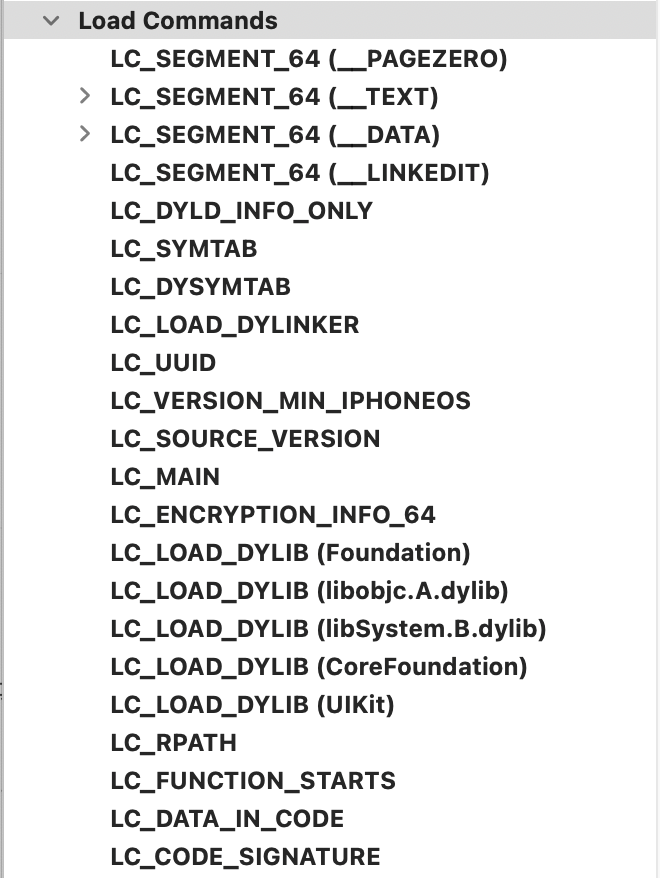 Load Commands
LC_SEGMENT_64 (__PAGEZERO)
LC_SEGMENT_64 (__TEXT)
LC_SEGMENT_64 (__DATA)
LC_SEGMENT_64 (__LINKEDIT)
LC_DYLD_INFO_ONLY
LC_SYMTAB
LC_DYSYMTAB
LC_LOAD_DYLINKER
LC_UUID
LC_VERSION_MIN_IPHONEOS
LC_SOURCE_VERSION
LC_MAIN
LC_ENCRYPTION_INFO_64
LC_LOAD_DYLIB (Foundation)
LC_LOAD_DYLIB (libobjc.A.dylib)
LC_LOAD_DYLIB (libSystem.B.dylib)
LC_LOAD_DYLIB (CoreFoundation)
LC_LOAD_DYLIB (UIKit)
LC_RPATH
LC_FUNCTION_STARTS
LC_DATA_IN_CODE
LC_CODE_SIGNATURE